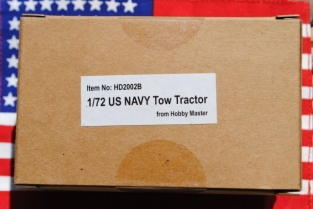 Item No: HD2002B
1/72 US NAVY Tow Tractor
from Hobby Master